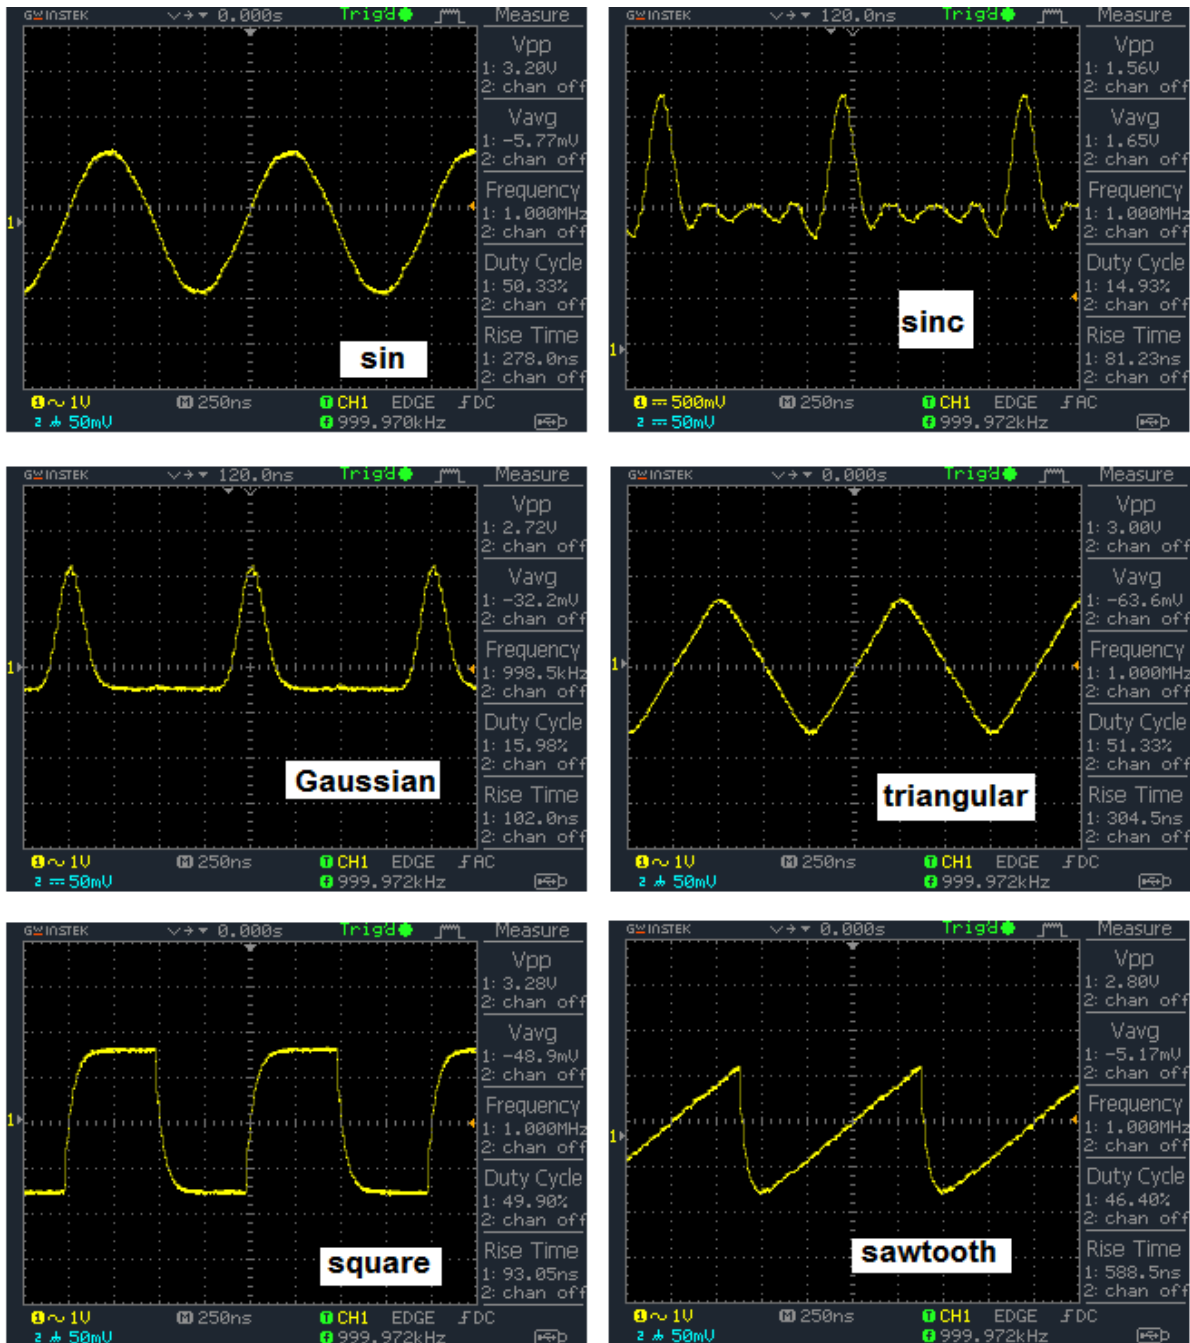 GWINSTEK 0.000s Trig'd Measure
Vpp
1: 3.20V
2: chan off
Vavg
1: -5.77mV
2: chan off
Frequency
1: 1.000MHz
2: chan off
Duty Cycle
1: 50.33%
2: chan off
Rise Time
1: 278.0ns
2: chan off
1
sin
1 1V M 250ns T CH1 EDGE DC
2 50mV f 999.970kHz
GWINSTEK 120.0ns Trig'd Measure
Vpp
1: 1.56V
2: chan off
Vavg
1: 1.65V
2: chan off
Frequency
1: 1.000MHz
2: chan off
Duty Cycle
1: 14.93%
2: chan off
Rise Time
1: 81.23ns
2: chan off
sinc
1
1 500mV M 250ns T CH1 EDGE AC
2 50mV f 999.972kHz
GWINSTEK 120.0ns Trig'd Measure
Vpp
1: 2.72V
2: chan off
Vavg
1: -32.2mV
2: chan off
Frequency
1: 998.5kHz
2: chan off
Duty Cycle
1: 15.98%
2: chan off
Rise Time
1: 102.0ns
2: chan off
1
Gaussian
1 1V M 250ns T CH1 EDGE AC
2 50mV f 999.972kHz
GWINSTEK 0.000s Trig'd Measure
Vpp
1: 3.00V
2: chan off
Vavg
1: -63.6mV
2: chan off
Frequency
1: 1.000MHz
2: chan off
Duty Cycle
1: 51.33%
2: chan off
Rise Time
1: 304.5ns
2: chan off
1
triangular
1 1V M 250ns T CH1 EDGE DC
2 50mV f 999.972kHz
GWINSTEK 0.000s Trig'd Measure
Vpp
1: 3.28V
2: chan off
Vavg
1: -48.9mV
2: chan off
Frequency
1: 1.000MHz
2: chan off
Duty Cycle
1: 49.90%
2: chan off
Rise Time
1: 93.05ns
2: chan off
1
square
1 1V M 250ns T CH1 EDGE DC
2 50mV f 999.972kHz
GWINSTEK 0.000s Trig'd Measure
Vpp
1: 2.80V
2: chan off
Vavg
1: -5.17mV
2: chan off
Frequency
1: 1.000MHz
2: chan off
Duty Cycle
1: 46.40%
2: chan off
Rise Time
1: 588.5ns
2: chan off
1
sawtooth
1 1V M 250ns T CH1 EDGE DC
2 50mV f 999.972kHz